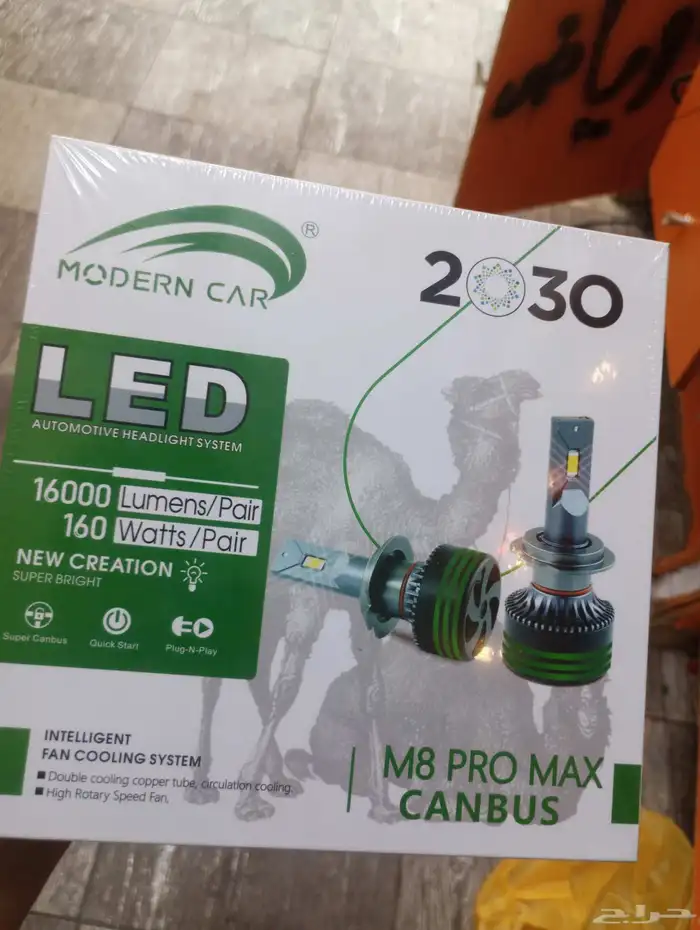 رياض
MODERN CAR ®
2030
LED
AUTOMOTIVE HEADLIGHT SYSTEM
16000 Lumens/Pair
160 Watts/Pair
NEW CREATION
SUPER BRIGHT
Super Canbus
Quick Start
Plug-N-Play
INTELLIGENT
FAN COOLING SYSTEM
■ Double cooling copper tube, circulation cooling.
■ High Rotary Speed Fan.
M8 PRO MAX
CANBUS
حراج